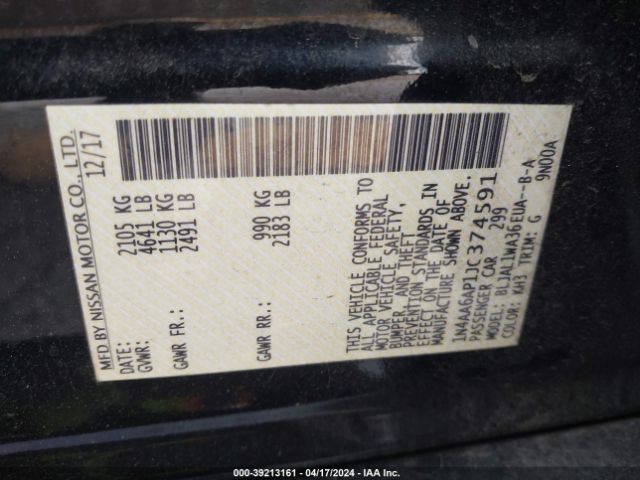 MFD BY NISSAN MOTOR CO., LTD.
DATE: 12/17
GVWR: 2105 KG
4641 LB
GAWR FR.: 1130 KG
2491 LB
GAWR RR.: 990 KG
2183 LB
THIS VEHICLE CONFORMS TO
ALL APPLICABLE FEDERAL
MOTOR VEHICLE SAFETY,
BUMPER, AND THEFT
PREVENTION STANDARDS IN
EFFECT ON THE DATE OF
MANUFACTURE SHOWN ABOVE.
1N4AA6AP1JC374591
PASSENGER CAR 299
MODEL: BLJALLWA36EUA--B-A
COLOR: KH3 TRIM: G 9N00A
000-39213161 - 04/17/2024 - IAA Inc.